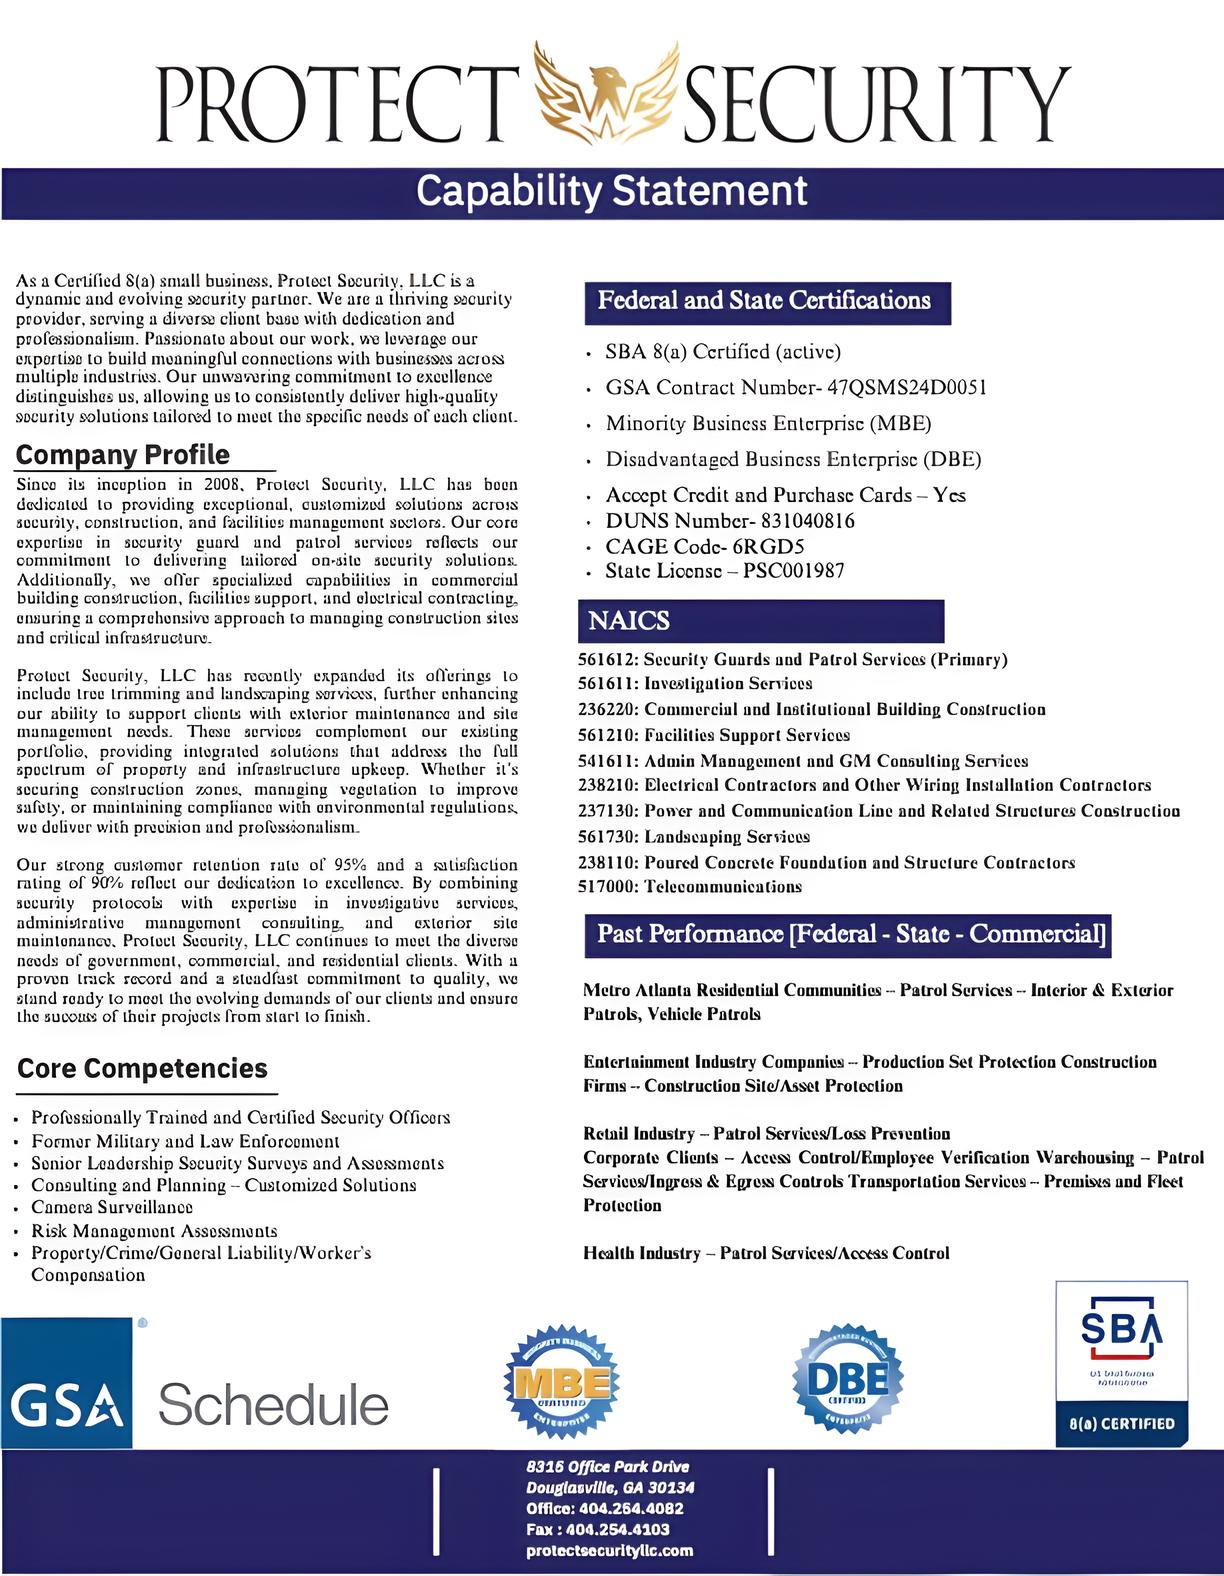 PROTECT SECURITY
Capability Statement
As a Certified 8(a) small business, Protect Security, LLC is a
dynamic and evolving security partner. We are a thriving security
provider, serving a diverse client base with dedication and
professionalism. Passionate about our work, we leverage our
expertise to build meaningful connections with businesses across
multiple industries. Our unwavering commitment to excellence
distinguishes us, allowing us to consistently deliver high-quality
security solutions tailored to meet the specific needs of each client.
Company Profile
Since its inception in 2008, Protect Security, LLC has been
dedicated to providing exceptional, customized solutions across
security, construction, and facilities management sectors. Our core
expertise in security guard and patrol services reflects our
commitment to delivering tailored on-site security solutions.
Additionally, we offer specialized capabilities in commercial
building construction, facilities support, and electrical contracting,
ensuring a comprehensive approach to managing construction sites
and critical infrastructure.
Protect Security, LLC has recently expanded its offerings to
include tree trimming and landscaping services, further enhancing
our ability to support clients with exterior maintenance and site
management needs. These services complement our existing
portfolio, providing integrated solutions that address the full
spectrum of property and infrastructure upkeep. Whether it's
securing construction zones, managing vegetation to improve
safety, or maintaining compliance with environmental regulations,
we deliver with precision and professionalism.
Our strong customer retention rate of 95% and a satisfaction
rating of 90% reflect our dedication to excellence. By combining
security protocols with expertise in investigative services,
administrative management consulting, and exterior site
maintenance, Protect Security, LLC continues to meet the diverse
needs of government, commercial, and residential clients. With a
proven track record and a steadfast commitment to quality, we
stand ready to meet the evolving demands of our clients and ensure
the success of their projects from start to finish.
Core Competencies
• Professionally Trained and Certified Security Officers
• Former Military and Law Enforcement
• Senior Leadership Security Surveys and Assessments
• Consulting and Planning – Customized Solutions
• Camera Surveillance
• Risk Management Assessments
• Property/Crime/General Liability/Worker's
Compensation
Federal and State Certifications
• SBA 8(a) Certified (active)
• GSA Contract Number- 47QSMS24D0051
• Minority Business Enterprise (MBE)
• Disadvantaged Business Enterprise (DBE)
• Accept Credit and Purchase Cards – Yes
• DUNS Number- 831040816
• CAGE Code- 6RGD5
• State License – PSC001987
NAICS
561612: Security Guards and Patrol Services (Primary)
561611: Investigation Services
236220: Commercial and Institutional Building Construction
561210: Facilities Support Services
541611: Admin Management and GM Consulting Services
238210: Electrical Contractors and Other Wiring Installation Contractors
237130: Power and Communication Line and Related Structures Construction
561730: Landscaping Services
238110: Poured Concrete Foundation and Structure Contractors
517000: Telecommunications
Past Performance [Federal - State - Commercial]
Metro Atlanta Residential Communities – Patrol Services – Interior & Exterior
Patrols, Vehicle Patrols
Entertainment Industry Companies – Production Set Protection Construction
Firms – Construction Site/Asset Protection
Retail Industry – Patrol Services/Loss Prevention
Corporate Clients – Access Control/Employee Verification Warehousing – Patrol
Services/Ingress & Egress Controls Transportation Services – Premises and Fleet
Protection
Health Industry – Patrol Services/Access Control
GSA Schedule
MBE
DBE
SBA
8(a) CERTIFIED
8315 Office Park Drive
Douglasville, GA 30134
Office: 404.254.4082
Fax : 404.254.4103
protectsecurityllc.com